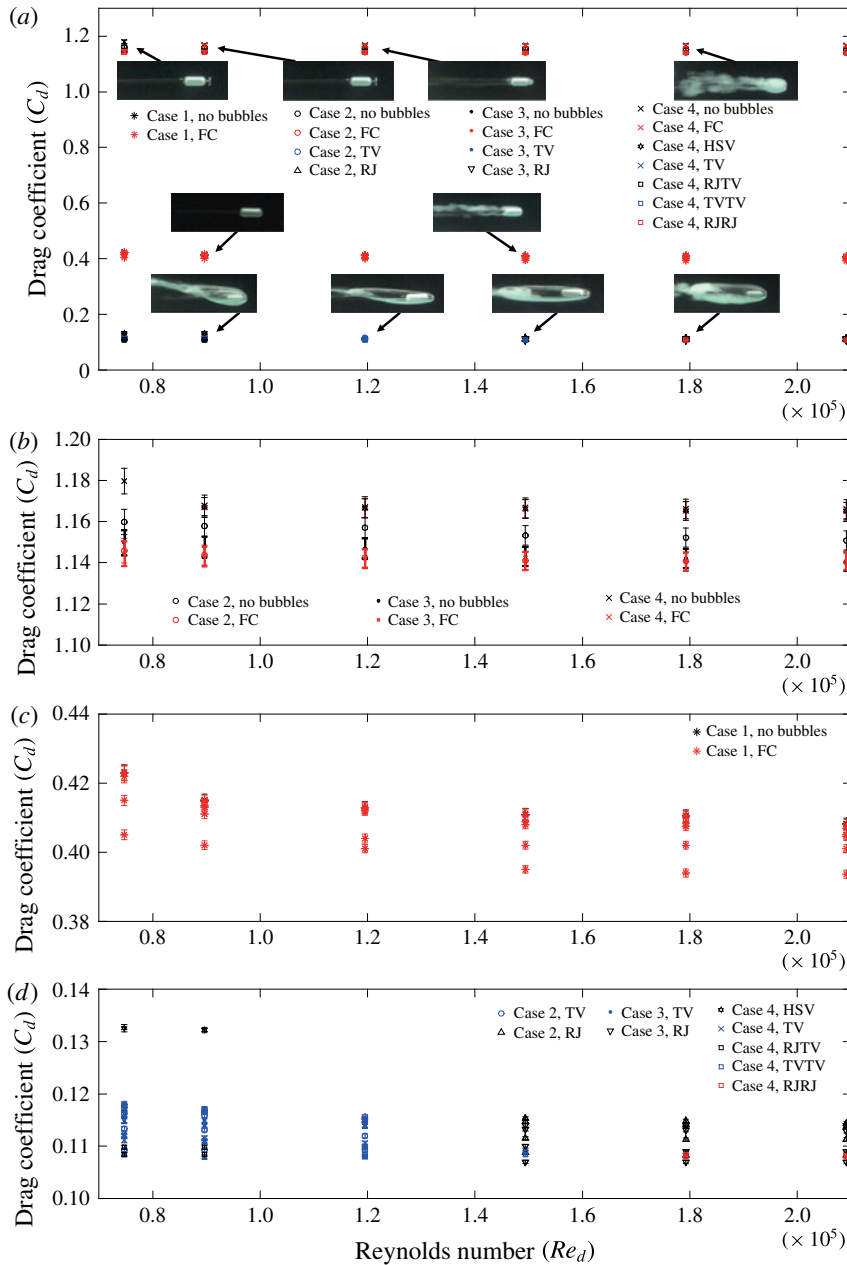 (a)
1.2
1.0
0.8
0.6
0.4
0.2
0
Drag coefficient (Cd)
Case 1, no bubbles
Case 1, FC
Case 2, no bubbles
Case 2, FC
Case 2, TV
Case 2, RJ
Case 3, no bubbles
Case 3, FC
Case 3, TV
Case 3, RJ
Case 4, no bubbles
Case 4, FC
Case 4, HSV
Case 4, TV
Case 4, RJTV
Case 4, TVTV
Case 4, RJRJ
0.8 1.0 1.2 1.4 1.6 1.8 2.0
(× 10⁵)
(b)
1.20
1.18
1.16
1.14
1.12
1.10
Drag coefficient (Cd)
Case 2, no bubbles
Case 2, FC
Case 3, no bubbles
Case 3, FC
Case 4, no bubbles
Case 4, FC
0.8 1.0 1.2 1.4 1.6 1.8 2.0
(× 10⁵)
(c)
0.44
0.42
0.40
0.38
Drag coefficient (Cd)
Case 1, no bubbles
Case 1, FC
0.8 1.0 1.2 1.4 1.6 1.8 2.0
(× 10⁵)
(d)
0.14
0.13
0.12
0.11
0.10
Drag coefficient (Cd)
Case 2, TV
Case 2, RJ
Case 3, TV
Case 3, RJ
Case 4, HSV
Case 4, TV
Case 4, RJTV
Case 4, TVTV
Case 4, RJRJ
0.8 1.0 1.2 1.4 1.6 1.8 2.0
(× 10⁵)
Reynolds number (Red)